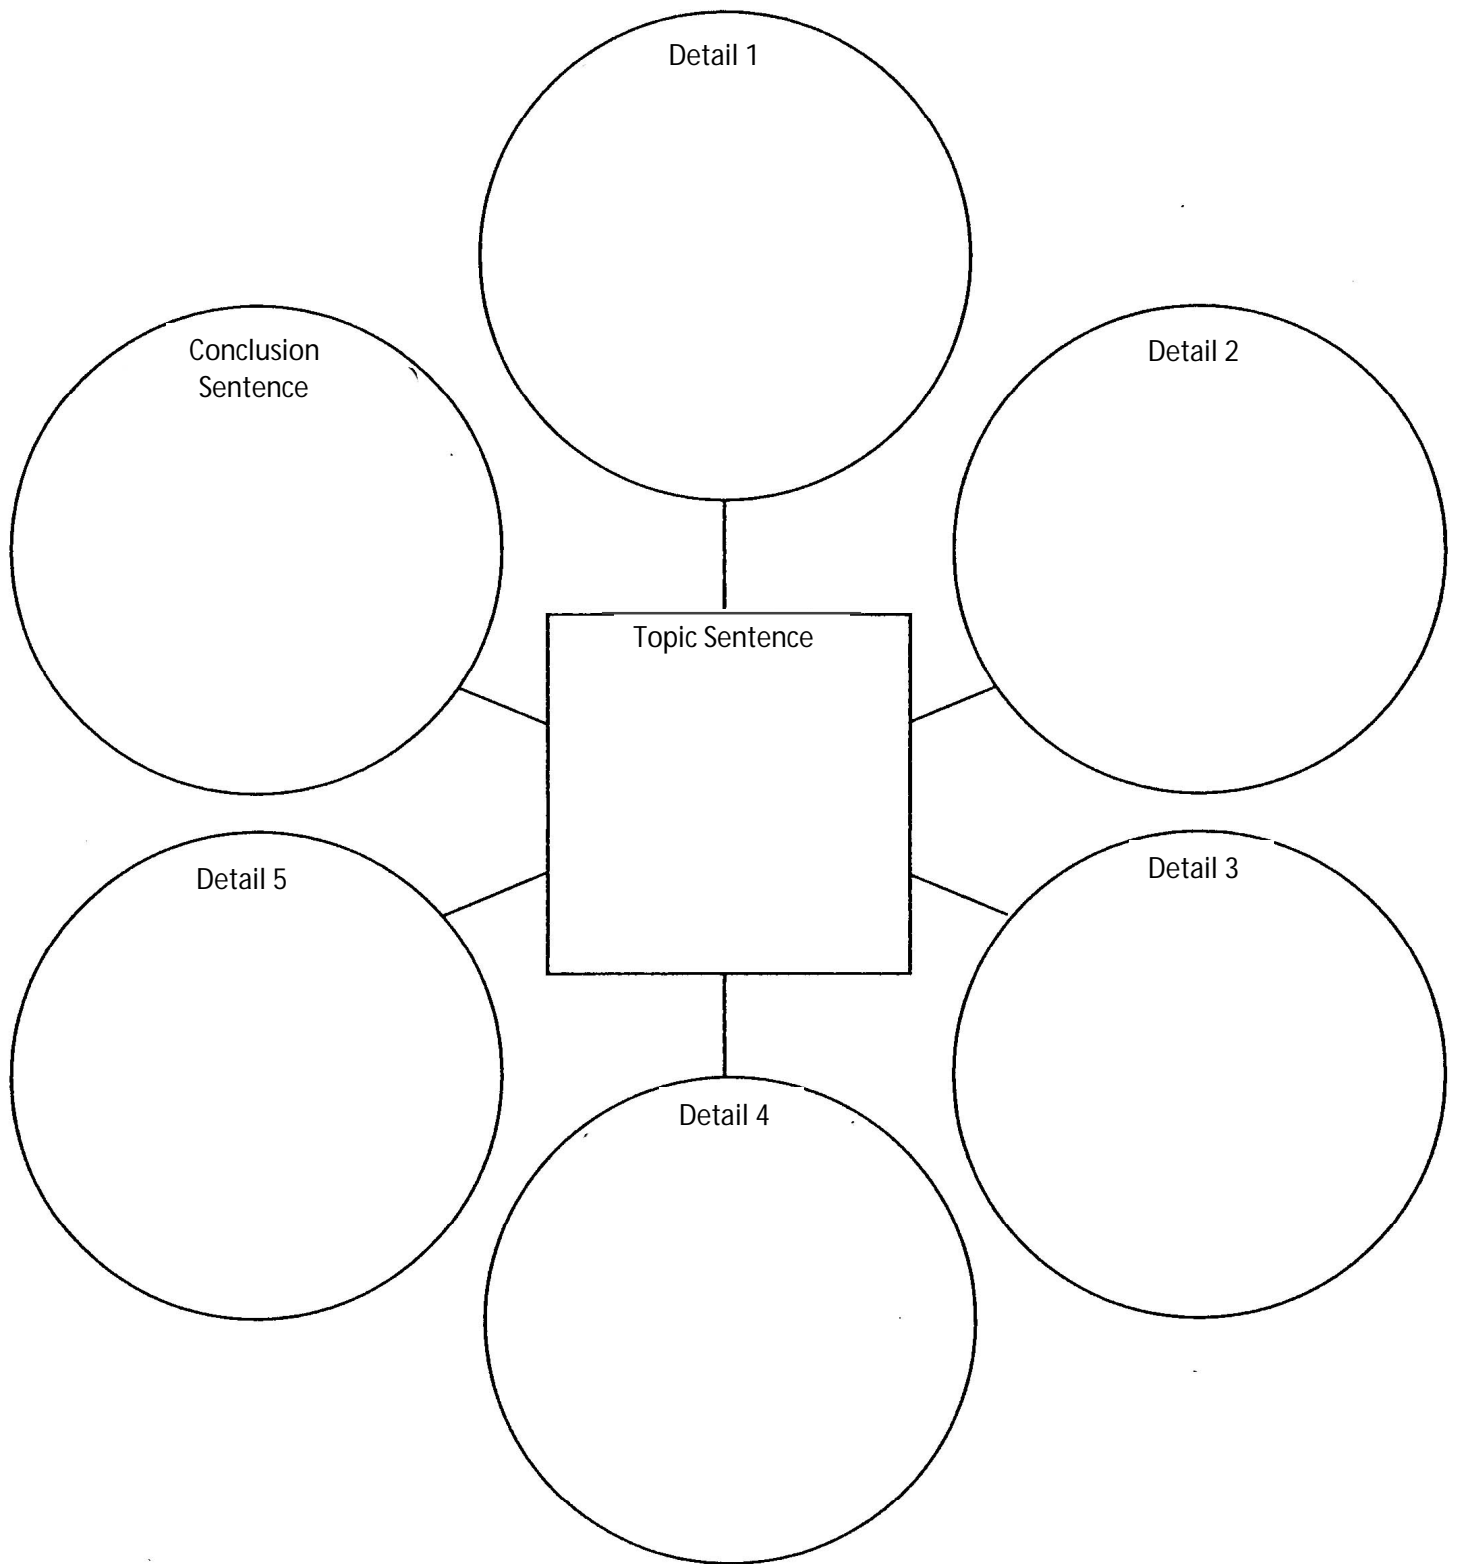 Detail 1
Conclusion
Sentence
Detail 2
Topic Sentence
Detail 5
Detail 3
Detail 4